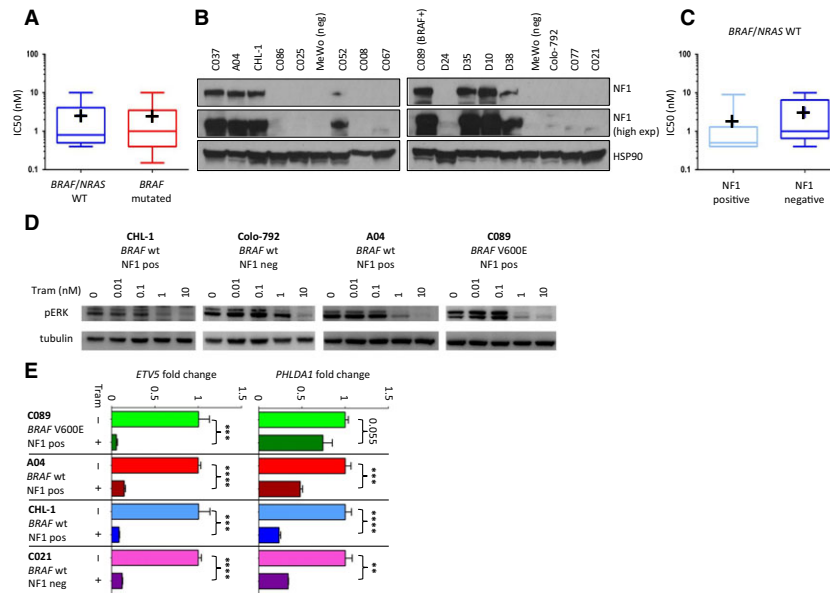 A
IC50 (nM)
100
10
1
0.1
BRAF/NRAS
WT
BRAF
mutated
B
C037
A04
CHL-1
C086
C025
MeWo (neg)
C052
C008
C067
C089 (BRAF+)
D24
D35
D10
D38
MeWo (neg)
Colo-792
C077
C021
NF1
NF1
(high exp)
HSP90
C
BRAF/NRAS WT
IC50 (nM)
100
10
1
0.1
NF1
positive
NF1
negative
D
CHL-1
BRAF wt
NF1 pos
Colo-792
BRAF wt
NF1 neg
A04
BRAF wt
NF1 pos
C089
BRAF V600E
NF1 pos
Tram (nM)
0 0.01 0.1 1 10
0 0.01 0.1 1 10
0 0.01 0.1 1 10
0 0.01 0.1 1 10
pERK
tubulin
E
ETV5 fold change
PHLDA1 fold change
Tram
0 0.5 1 1.5
0 0.5 1 1.5
C089
BRAF V600E
NF1 pos
–
+
***
0.055
A04
BRAF wt
NF1 pos
–
+
****
***
CHL-1
BRAF wt
NF1 pos
–
+
***
****
C021
BRAF wt
NF1 neg
–
+
****
**